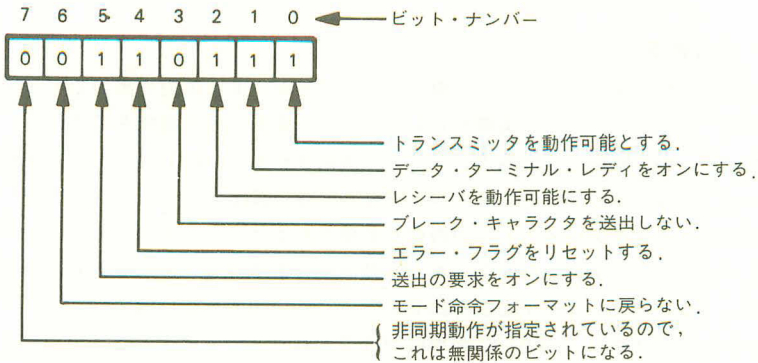 7 6 5 4 3 2 1 0 ビット・ナンバー
0 0 1 1 0 1 1 1
トランスミッタを動作可能とする.
データ・ターミナル・レディをオンにする.
レシーバを動作可能にする.
ブレーク・キャラクタを送出しない.
エラー・フラグをリセットする.
送出の要求をオンにする.
モード命令フォーマットに戻らない.
非同期動作が指定されているので,
これは無関係のビットになる.